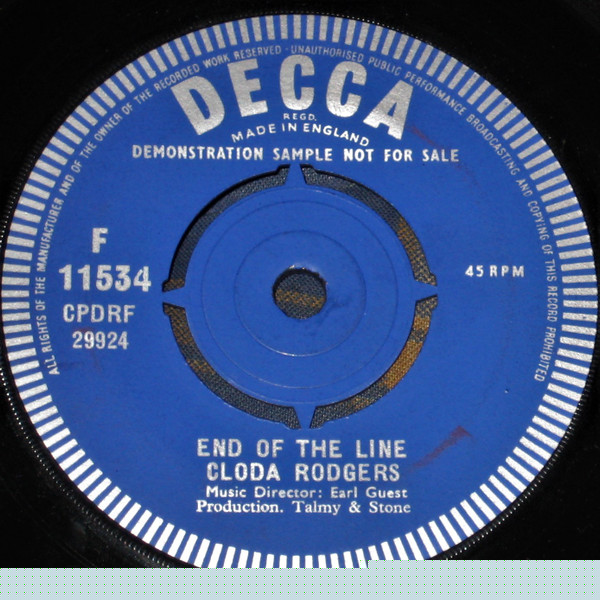 ALL RIGHTS OF THE MANUFACTURER AND OF THE OWNER OF THE RECORDED WORK RESERVED · UNAUTHORISED PUBLIC PERFORMANCE BROADCASTING AND COPYING OF THIS RECORD PROHIBITED
DECCA
REGD.
MADE IN ENGLAND
DEMONSTRATION SAMPLE NOT FOR SALE
F
11534
45 RPM
CPDRF
29924
END OF THE LINE
CLODA RODGERS
Music Director: Earl Guest
Production. Talmy & Stone